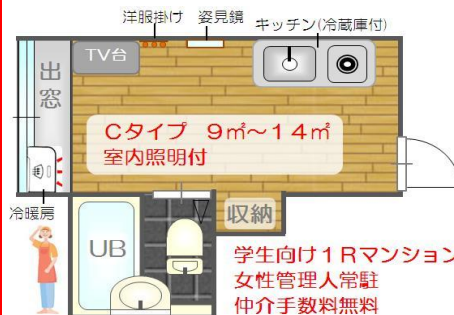 洋服掛け 姿見鏡 キッチン(冷蔵庫付)
TV台
出窓
Cタイプ 9㎡～14㎡
室内照明付
冷暖房
UB
収納
学生向け1Rマンション
女性管理人常駐
仲介手数料無料